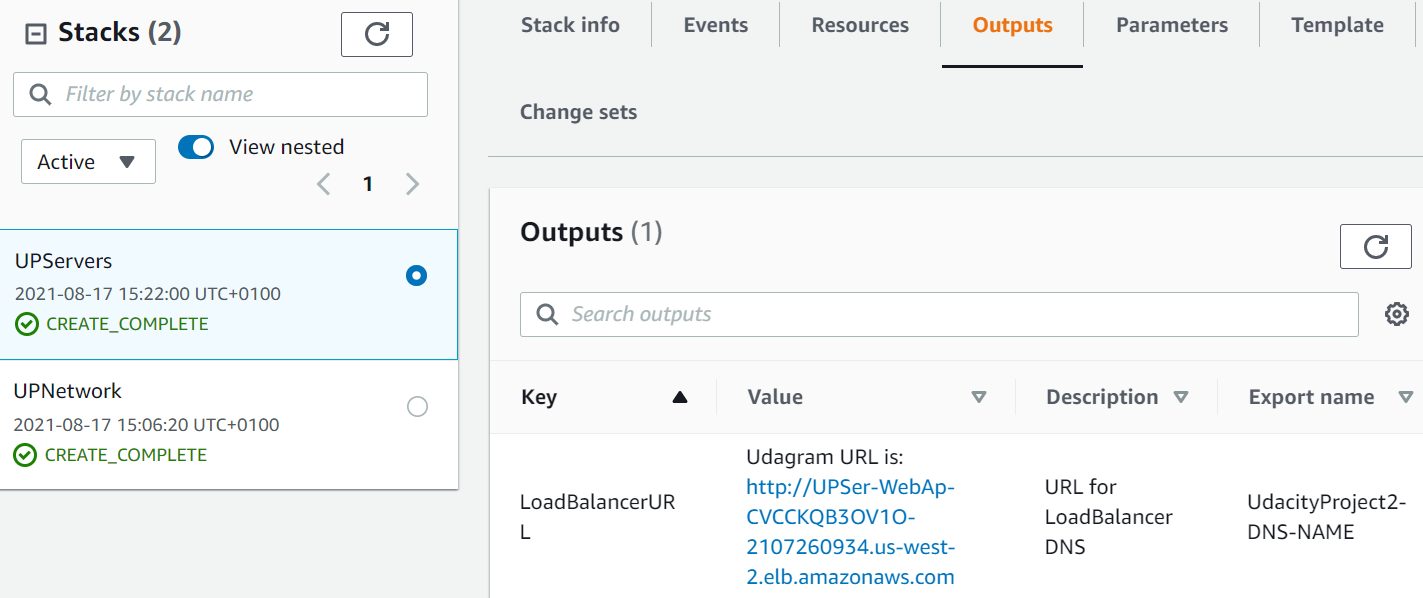 Stacks (2)
Filter by stack name
Active
View nested
1
UPServers
2021-08-17 15:22:00 UTC+0100
CREATE_COMPLETE
UPNetwork
2021-08-17 15:06:20 UTC+0100
CREATE_COMPLETE
Stack info
Events
Resources
Outputs
Parameters
Template
Change sets
Outputs (1)
Search outputs
Key
Value
Description
Export name
LoadBalancerUR
L
Udagram URL is:
http://UPSer-WebAp-
CVCCKQB3OV1O-
2107260934.us-west-
2.elb.amazonaws.com
URL for
LoadBalancer
DNS
UdacityProject2-
DNS-NAME